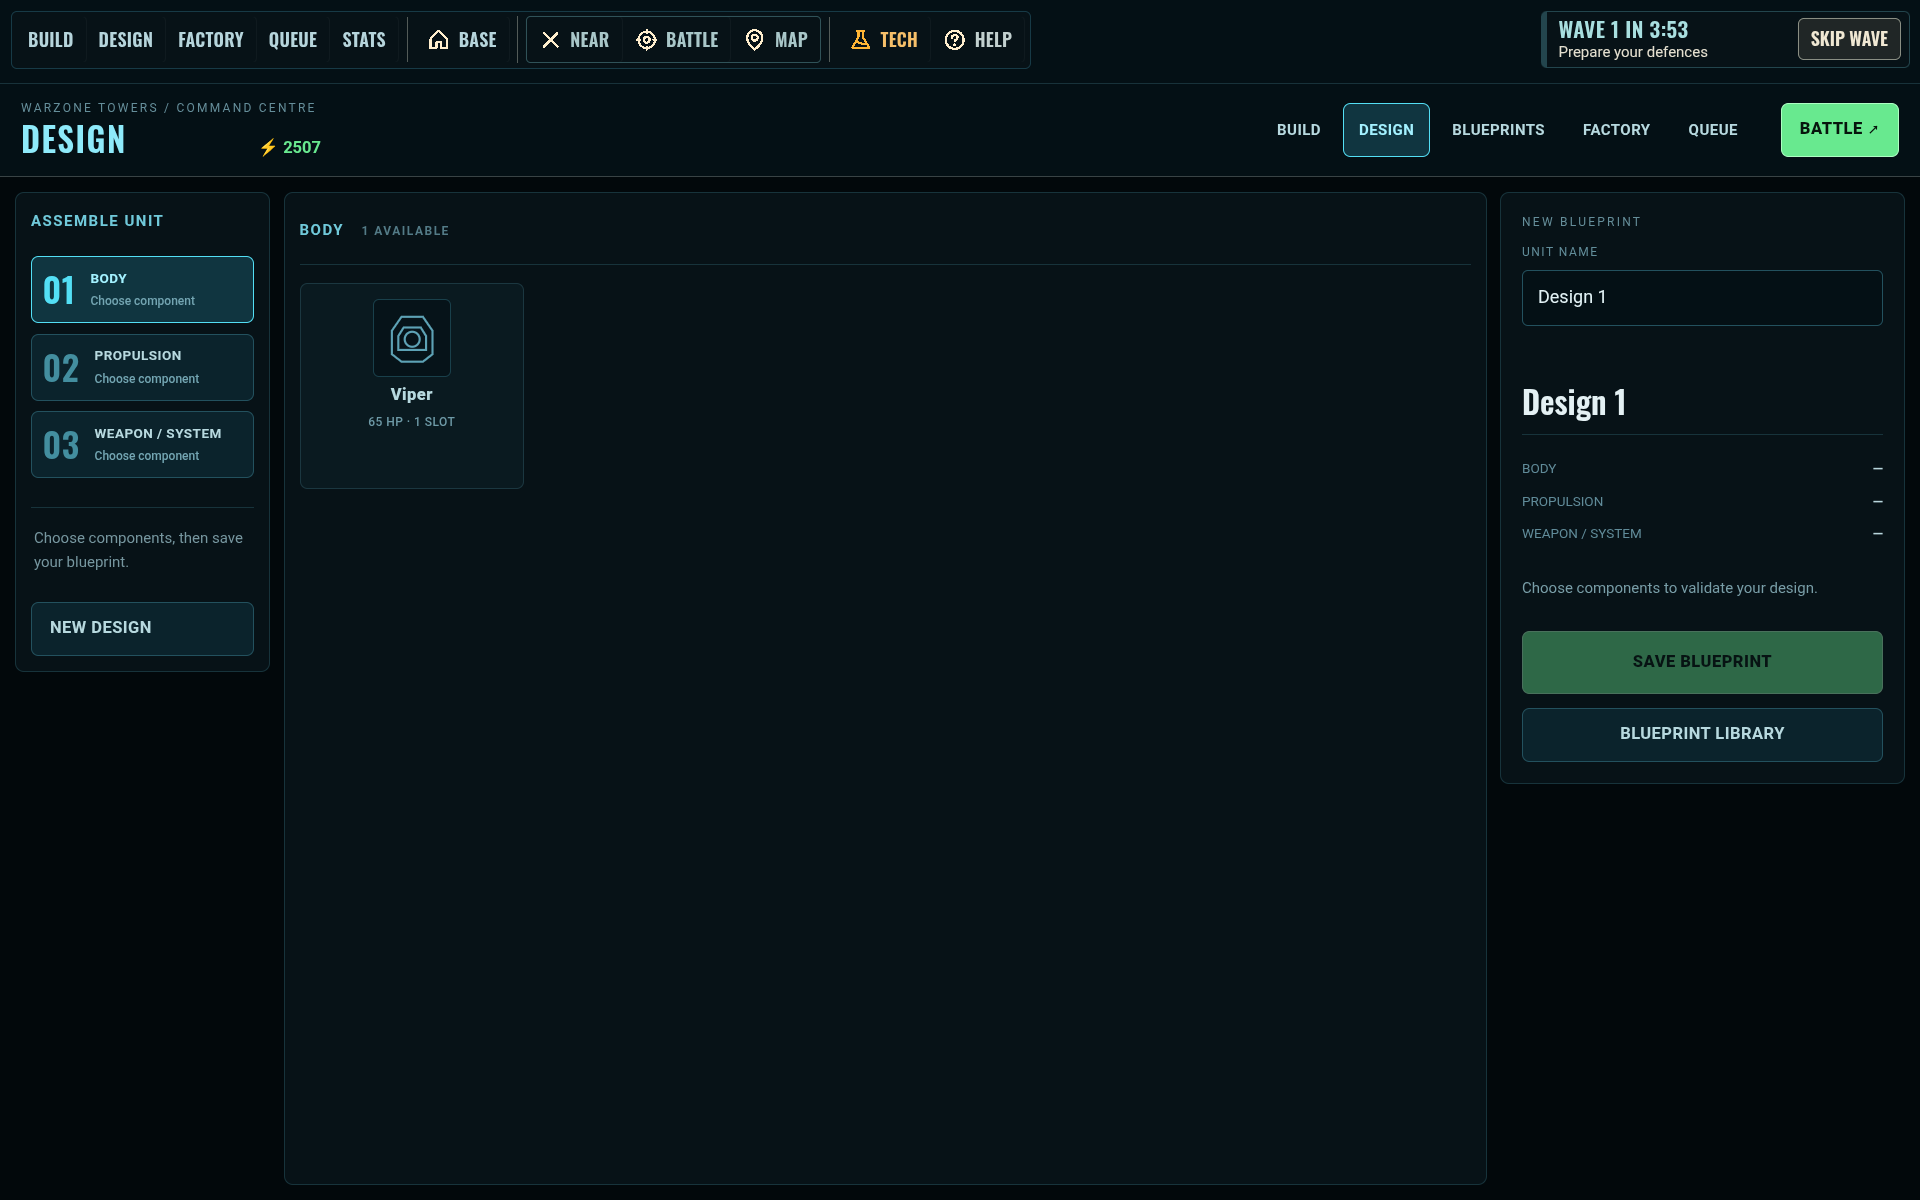 BUILD DESIGN FACTORY QUEUE STATS BASE NEAR BATTLE MAP TECH HELP
WAVE 1 IN 3:53
Prepare your defences
SKIP WAVE
WARZONE TOWERS / COMMAND CENTRE
DESIGN
⚡ 2507
BUILD DESIGN BLUEPRINTS FACTORY QUEUE BATTLE ↗
ASSEMBLE UNIT
01 BODY
Choose component
02 PROPULSION
Choose component
03 WEAPON / SYSTEM
Choose component
Choose components, then save
your blueprint.
NEW DESIGN
BODY 1 AVAILABLE
Viper
65 HP · 1 SLOT
NEW BLUEPRINT
UNIT NAME
Design 1
Design 1
BODY –
PROPULSION –
WEAPON / SYSTEM –
Choose components to validate your design.
SAVE BLUEPRINT
BLUEPRINT LIBRARY